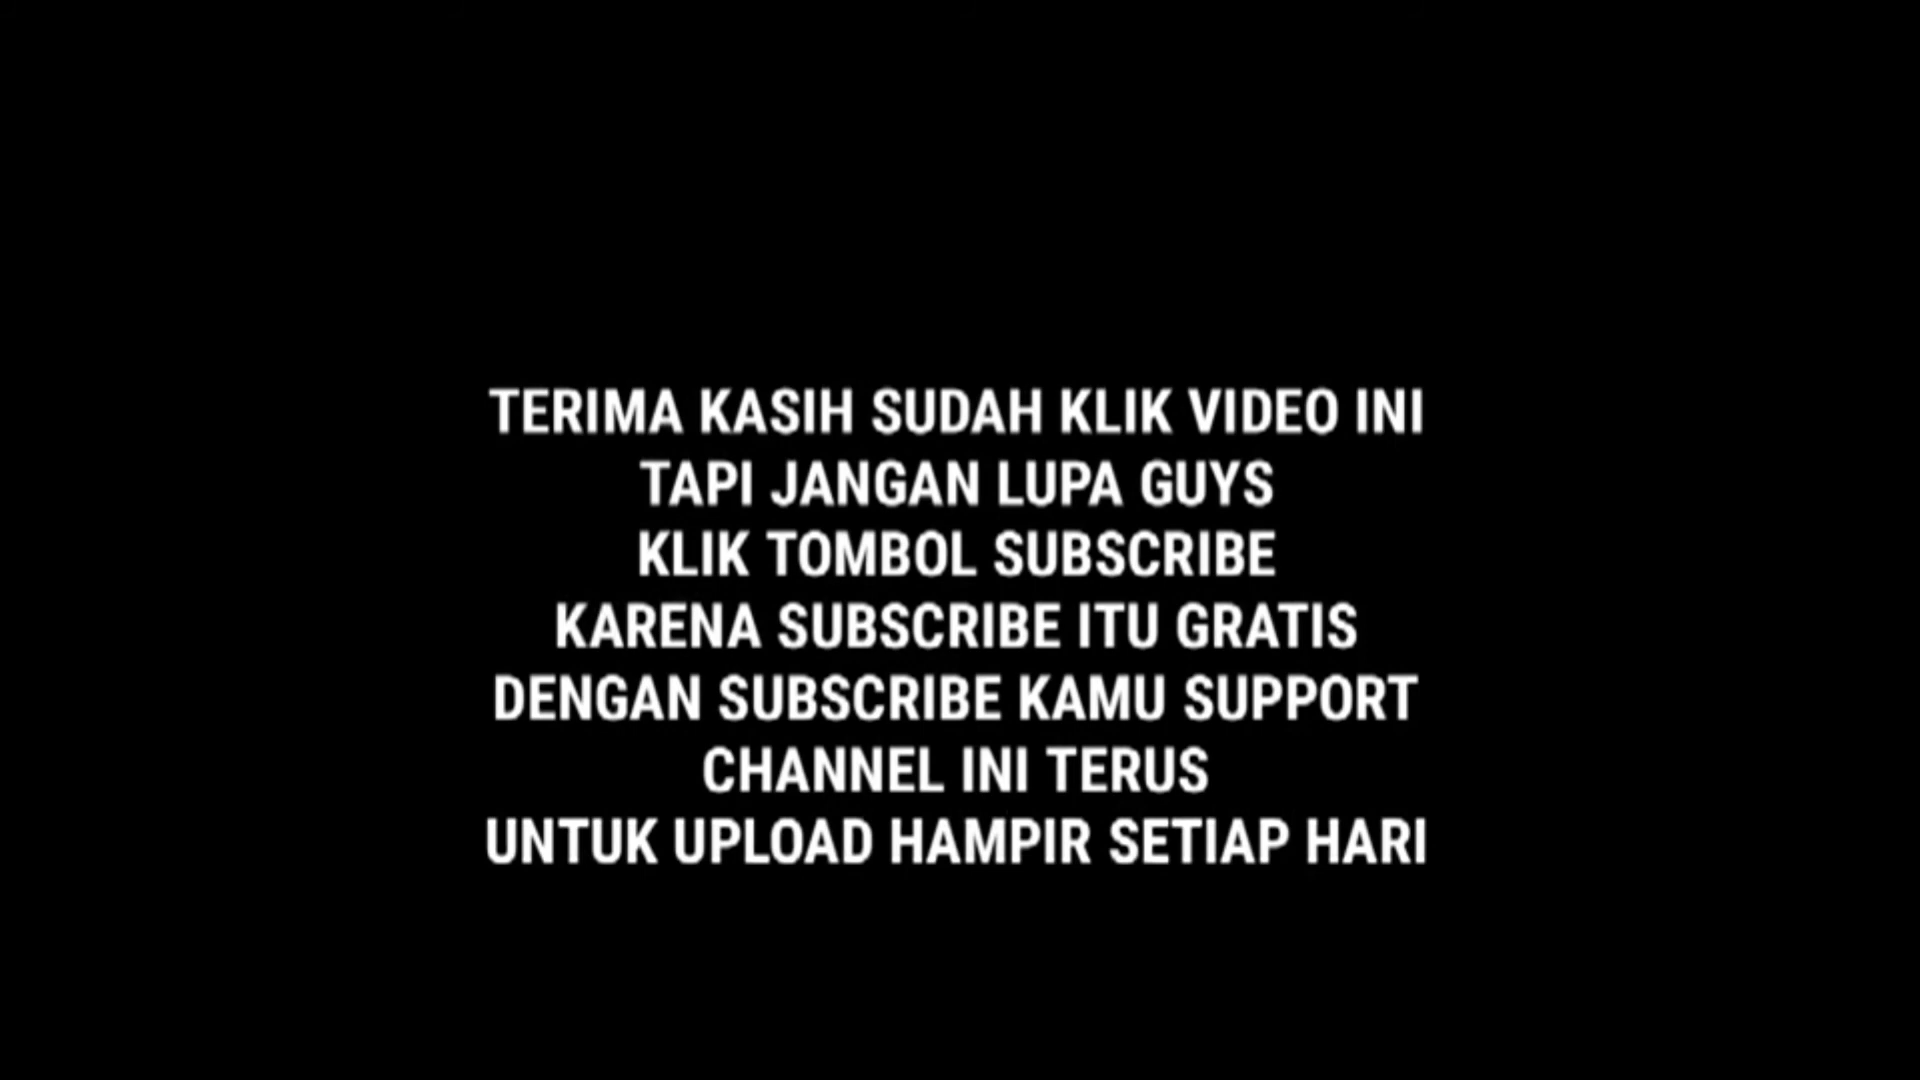 TERIMA KASIH SUDAH KLIK VIDEO INI
TAPI JANGAN LUPA GUYS
KLIK TOMBOL SUBSCRIBE
KARENA SUBSCRIBE ITU GRATIS
DENGAN SUBSCRIBE KAMU SUPPORT
CHANNEL INI TERUS
UNTUK UPLOAD HAMPIR SETIAP HARI